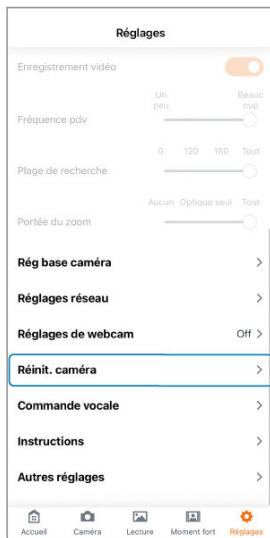 Réglages
Enregistrement vidéo
Un peu
Beauc oup
Fréquence pdv
0 120 180 Tout
Plage de recherche
Aucun Optique seul Tout
Portée du zoom
Rég base caméra
Réglages réseau
Réglages de webcam Off
Réinit. caméra
Commande vocale
Instructions
Autres réglages
Accueil Caméra Lecture Moment fort Réglages